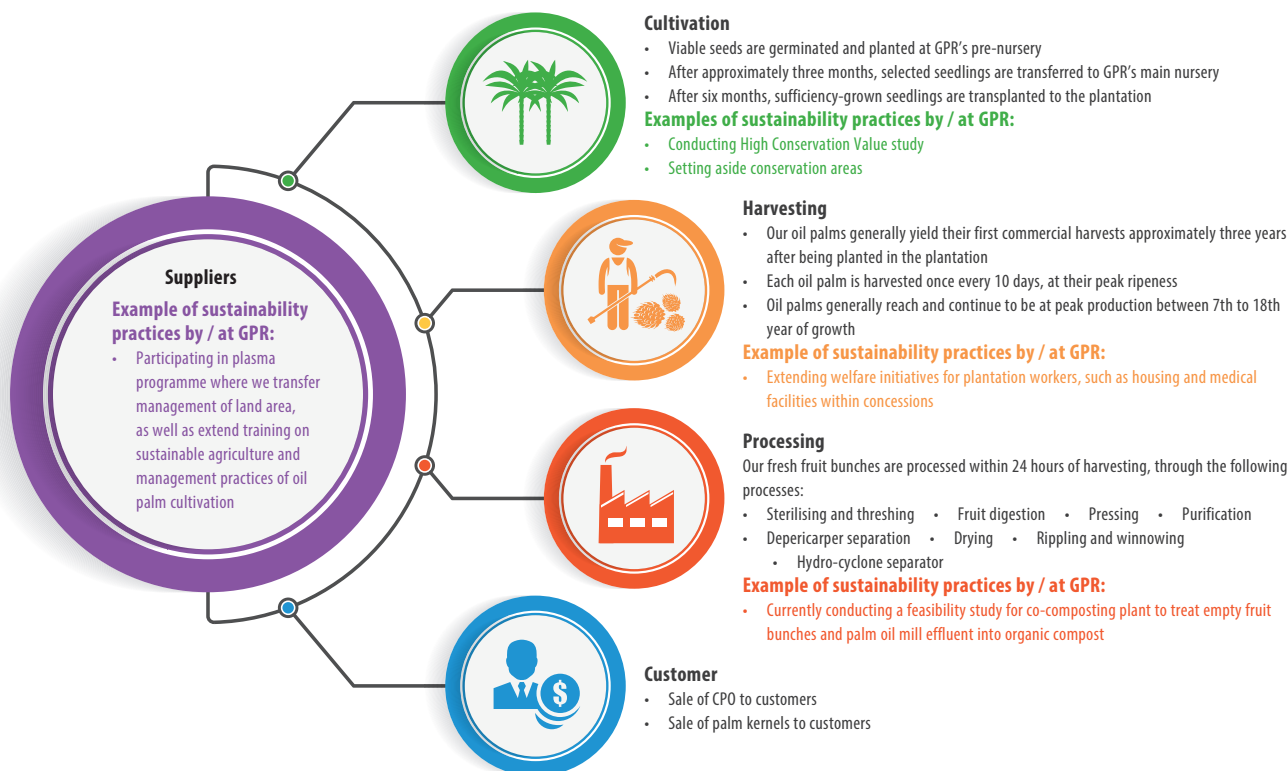 Suppliers
Example of sustainability
practices by / at GPR:
• Participating in plasma
programme where we transfer
management of land area,
as well as extend training on
sustainable agriculture and
management practices of oil
palm cultivation
Cultivation
• Viable seeds are germinated and planted at GPR's pre-nursery
• After approximately three months, selected seedlings are transferred to GPR's main nursery
• After six months, sufficiency-grown seedlings are transplanted to the plantation
Examples of sustainability practices by / at GPR:
• Conducting High Conservation Value study
• Setting aside conservation areas
Harvesting
• Our oil palms generally yield their first commercial harvests approximately three years
after being planted in the plantation
• Each oil palm is harvested once every 10 days, at their peak ripeness
• Oil palms generally reach and continue to be at peak production between 7th to 18th
year of growth
Example of sustainability practices by / at GPR:
• Extending welfare initiatives for plantation workers, such as housing and medical
facilities within concessions
Processing
Our fresh fruit bunches are processed within 24 hours of harvesting, through the following
processes:
• Sterilising and threshing • Fruit digestion • Pressing • Purification
• Depericarper separation • Drying • Rippling and winnowing
• Hydro-cyclone separator
Example of sustainability practices by / at GPR:
• Currently conducting a feasibility study for co-composting plant to treat empty fruit
bunches and palm oil mill effluent into organic compost
$
Customer
• Sale of CPO to customers
• Sale of palm kernels to customers